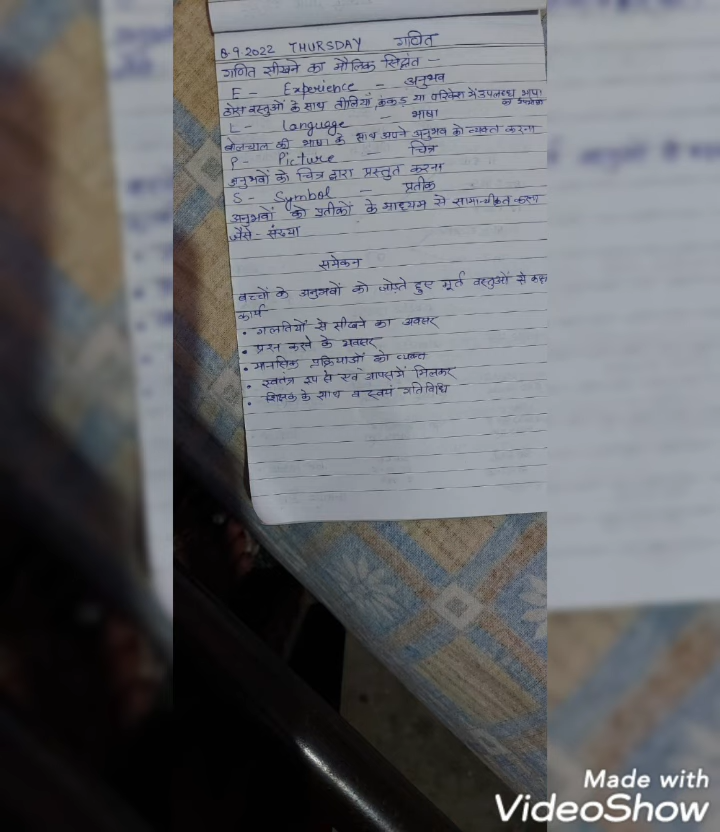 8-9 2022 THURSDAY गणित
गणित सीखने का मौलिक सिद्धांत –
E – Experience – अनुभव
ठोस वस्तुओं के साथ तीलियां, कंकड़ या परिवेश में उपलब्ध
L – Language – भाषा
बोलचाल की भाषा के साथ अपने अनुभव को व्यक्त करना
P – Picture – चित्र
अनुभवों को चित्र द्वारा प्रस्तुत करना
S – Symbol – प्रतीक
अनुभवों को प्रतीकों के माध्यम से सामान्यीकृत करना
जैसे - संख्या
समेकन
बच्चों के अनुभवों को जोड़ते हुए मूर्त वस्तुओं से
कार्य
• गलतियों से सीखने का अवसर
• प्रश्न करने के अवसर
• मानसिक प्रक्रियाओं को व्यक्त
• स्वतंत्र रूप से एवं आपस में मिलकर
• शिक्षक के साथ व स्वयं गतिविधि
Made with
VideoShow